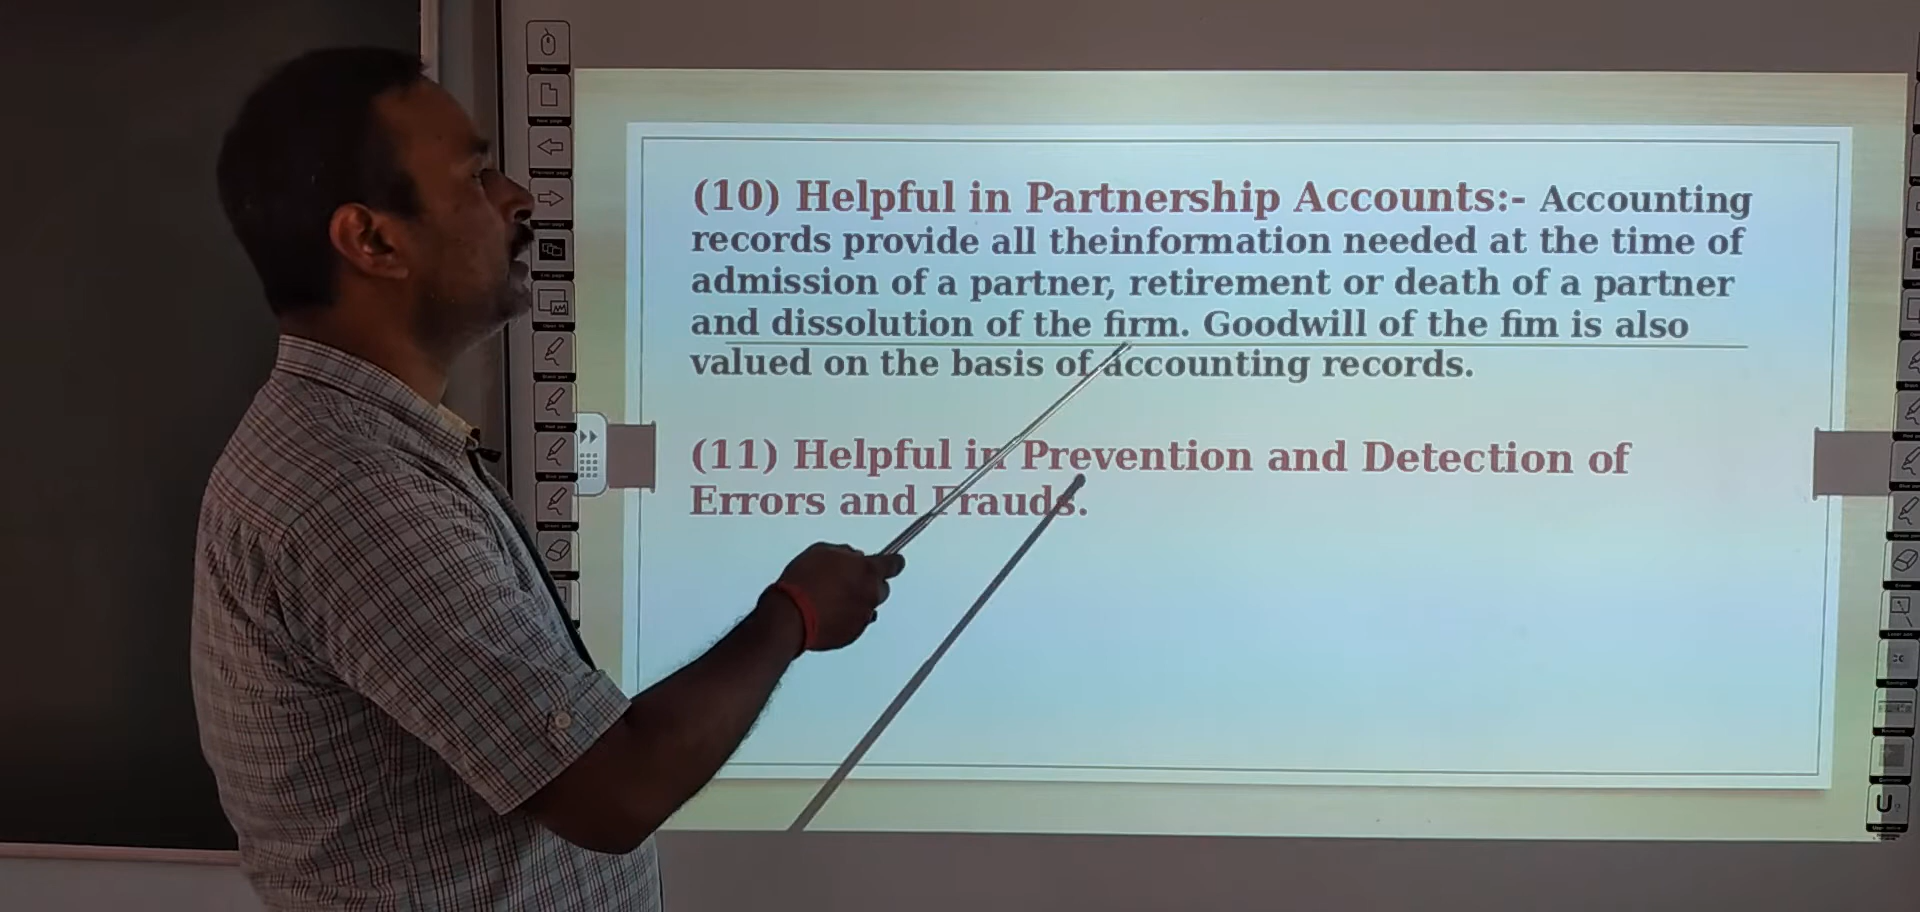 (10) Helpful in Partnership Accounts:- Accounting
records provide all theinformation needed at the time of
admission of a partner, retirement or death of a partner
and dissolution of the firm. Goodwill of the fim is also
valued on the basis of accounting records.
(11) Helpful in Prevention and Detection of
Errors and Frauds.